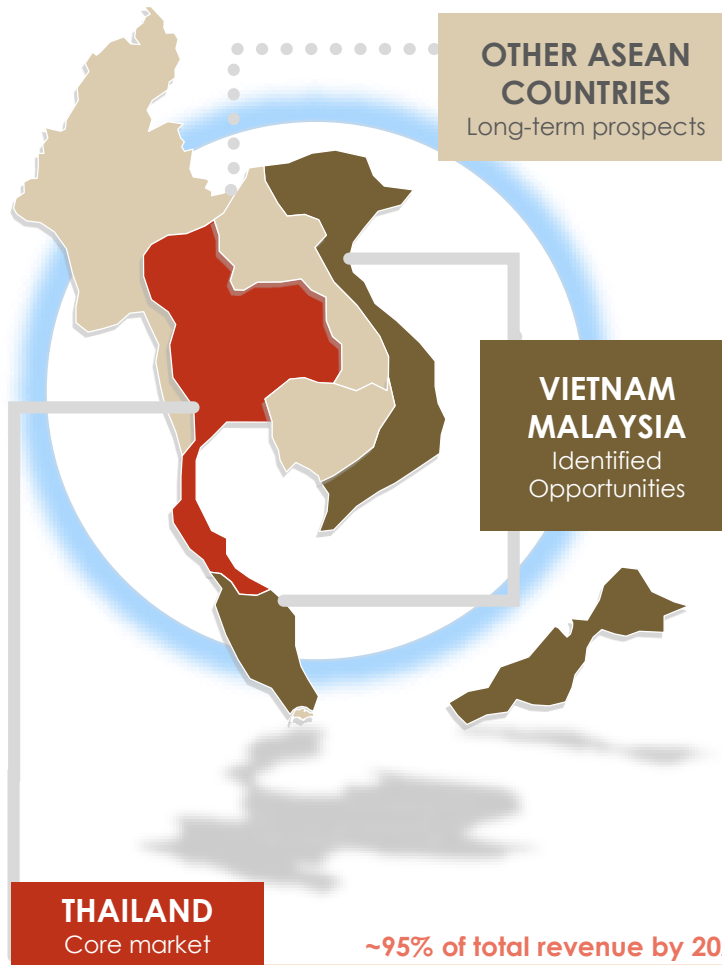 OTHER ASEAN
COUNTRIES
Long-term prospects
VIETNAM
MALAYSIA
Identified
Opportunities
THAILAND
Core market
~95% of total revenue by